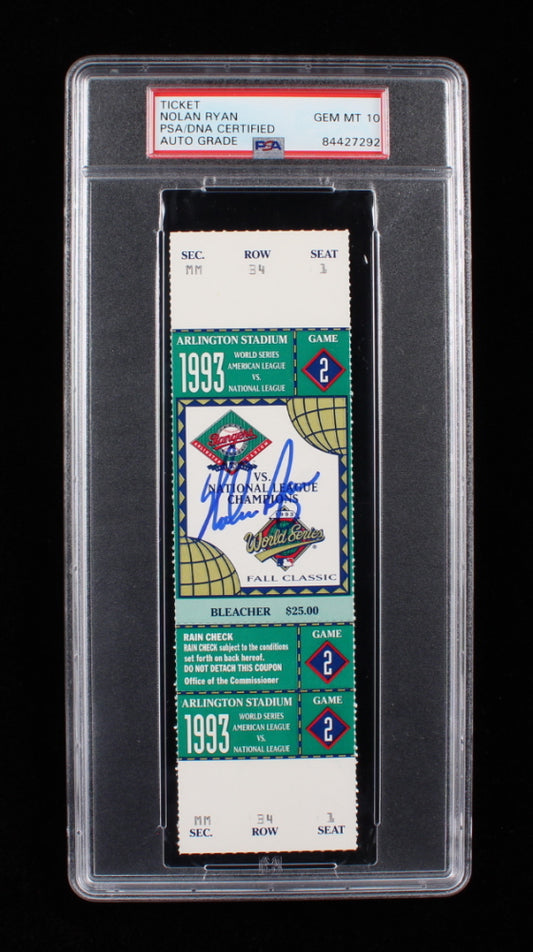 TICKET
NOLAN RYAN
PSA/DNA CERTIFIED
AUTO GRADE
GEM MT 10
84427292
PSA
SEC. ROW SEAT
MM 34 1
ARLINGTON STADIUM
1993
WORLD SERIES
AMERICAN LEAGUE
VS.
NATIONAL LEAGUE
GAME
2
Rangers
VS.
NATIONAL LEAGUE
CHAMPIONS
Nolan Ryan
1993
World Series
FALL CLASSIC
BLEACHER $25.00
RAIN CHECK
RAIN CHECK subject to the conditions
set forth on back hereof.
DO NOT DETACH THIS COUPON
Office of the Commissioner
GAME
2
ARLINGTON STADIUM
1993
WORLD SERIES
AMERICAN LEAGUE
VS.
NATIONAL LEAGUE
GAME
2
MM 34 1
SEC. ROW SEAT